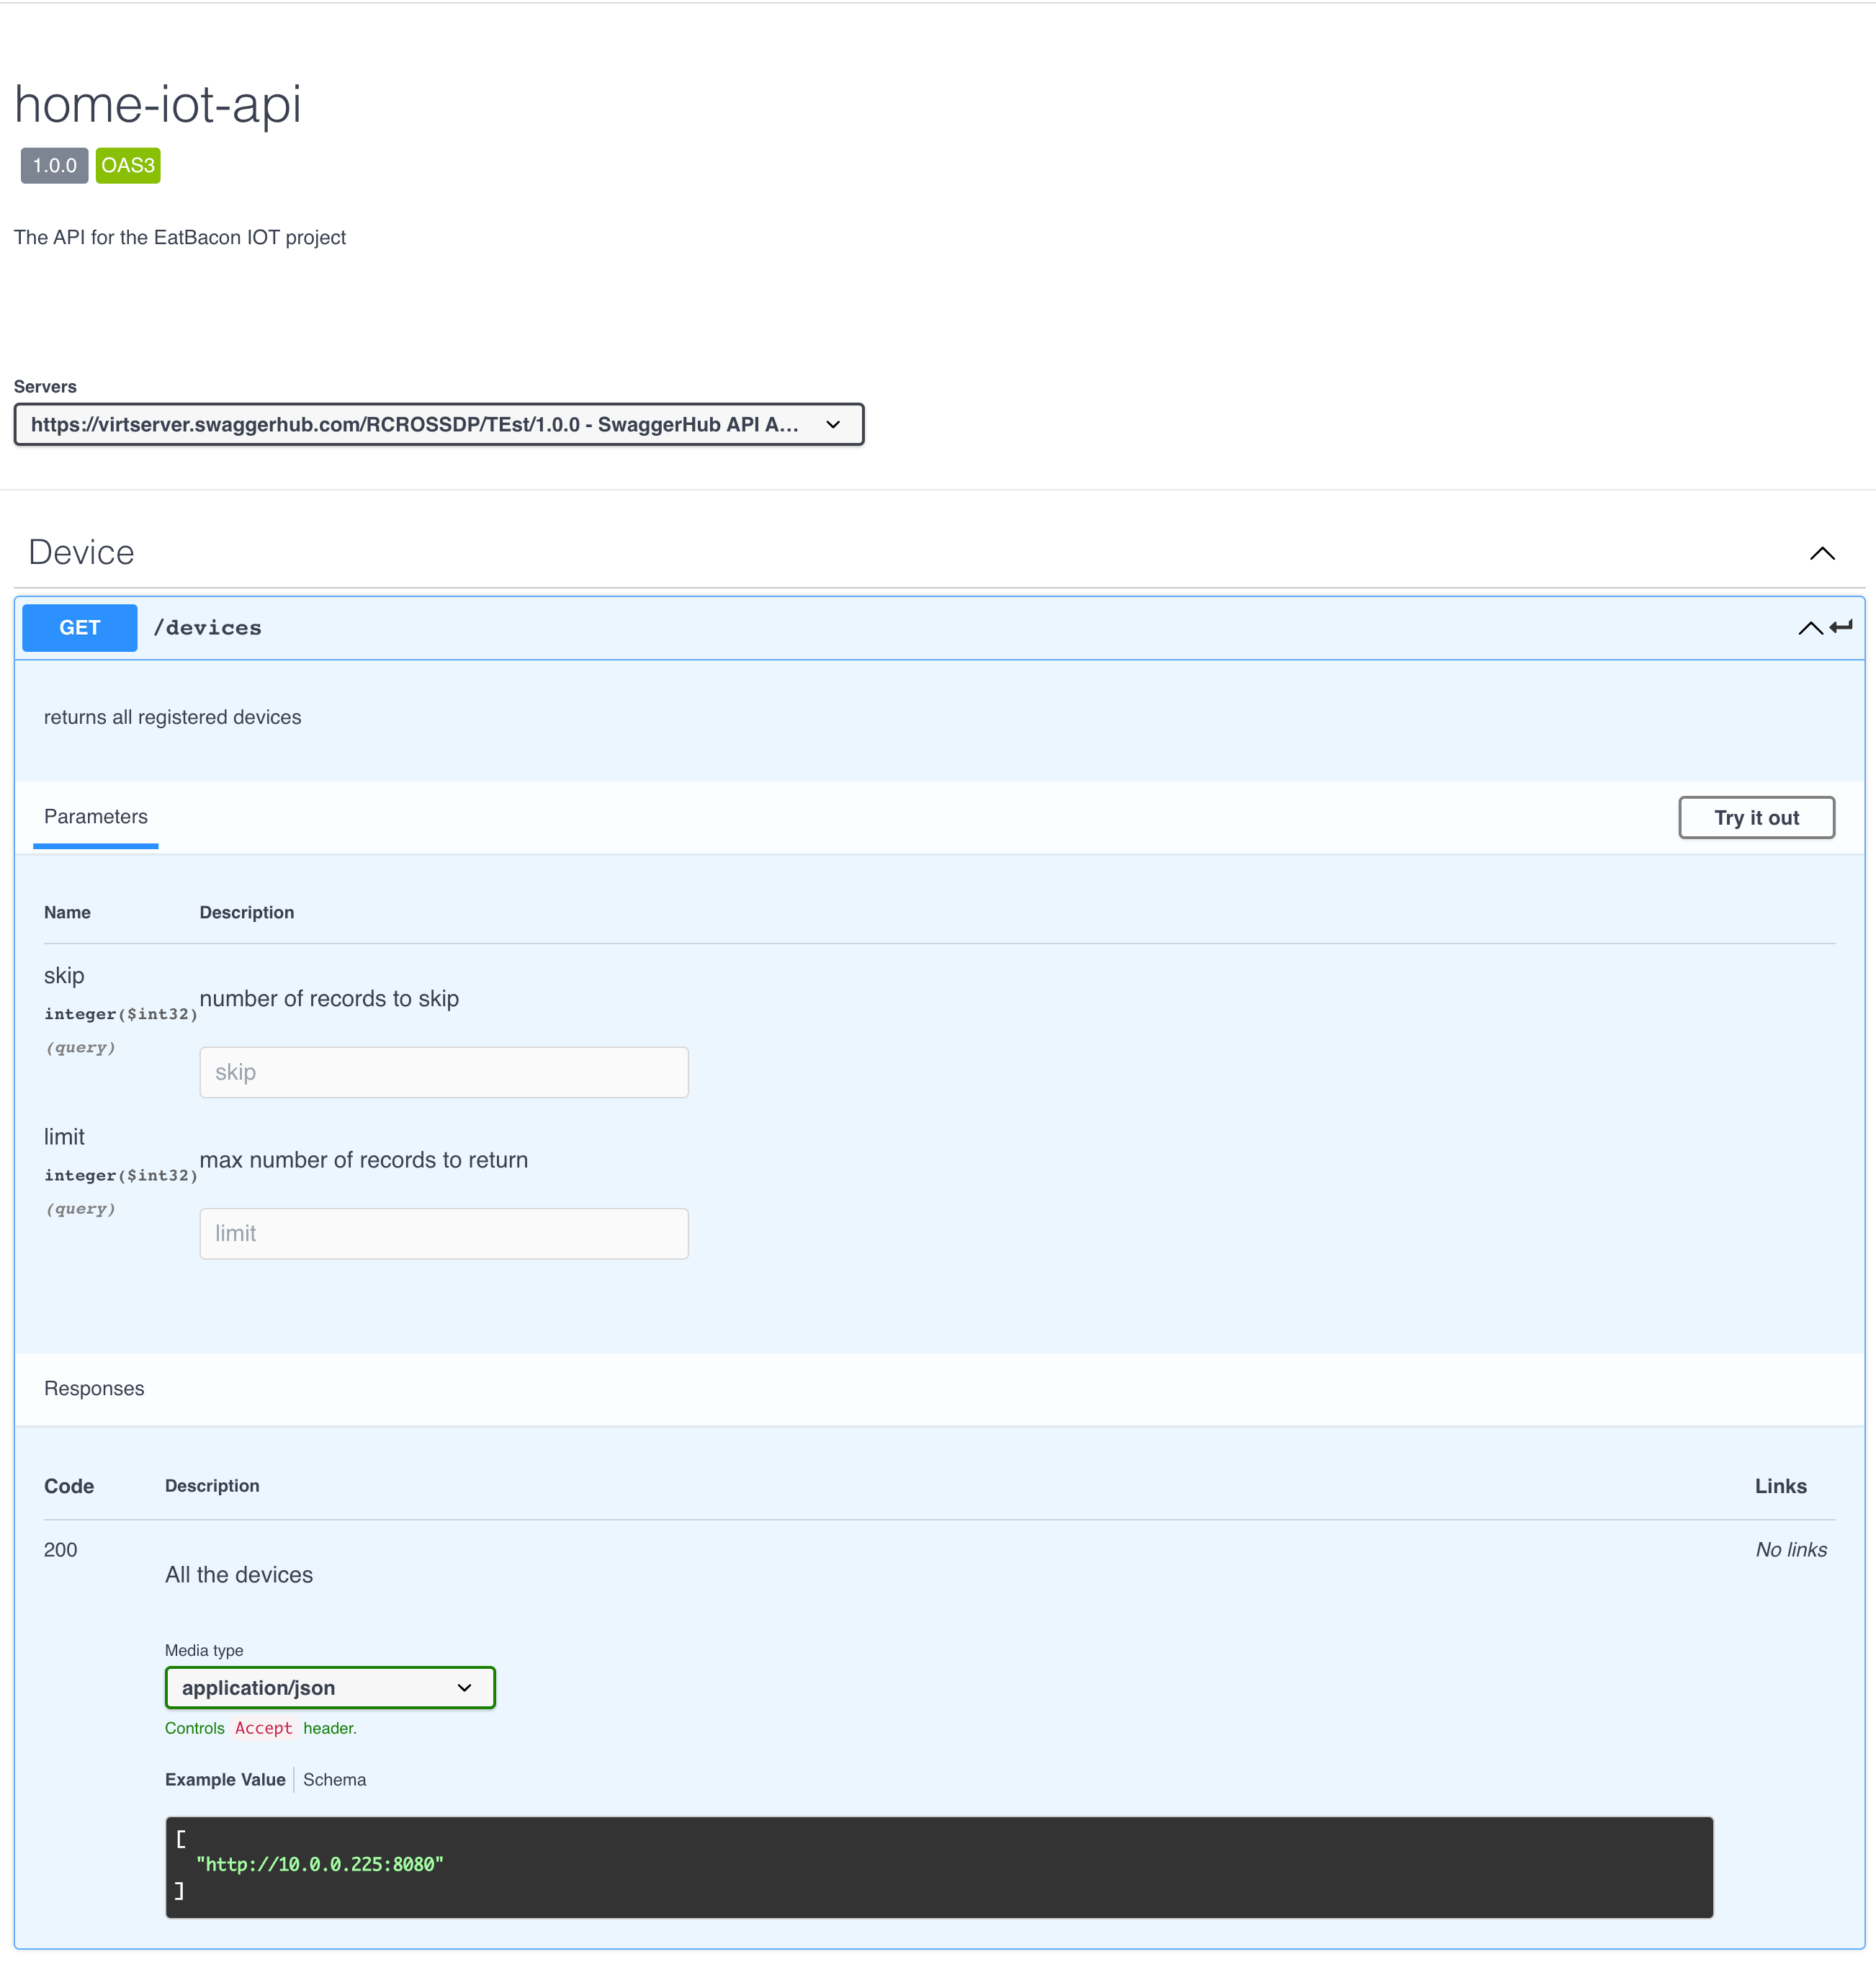 home-iot-api
1.0.0 OAS3
The API for the EatBacon IOT project
Servers
https://virtserver.swaggerhub.com/RCROSSDP/TEst/1.0.0 - SwaggerHub API A...
Device
GET /devices
returns all registered devices
Parameters Try it out
Name Description
skip
number of records to skip
integer($int32)
(query)
skip
limit
max number of records to return
integer($int32)
(query)
limit
Responses
Code Description Links
200 No links
All the devices
Media type
application/json
Controls Accept header.
Example Value Schema
[
"http://10.0.0.225:8080"
]